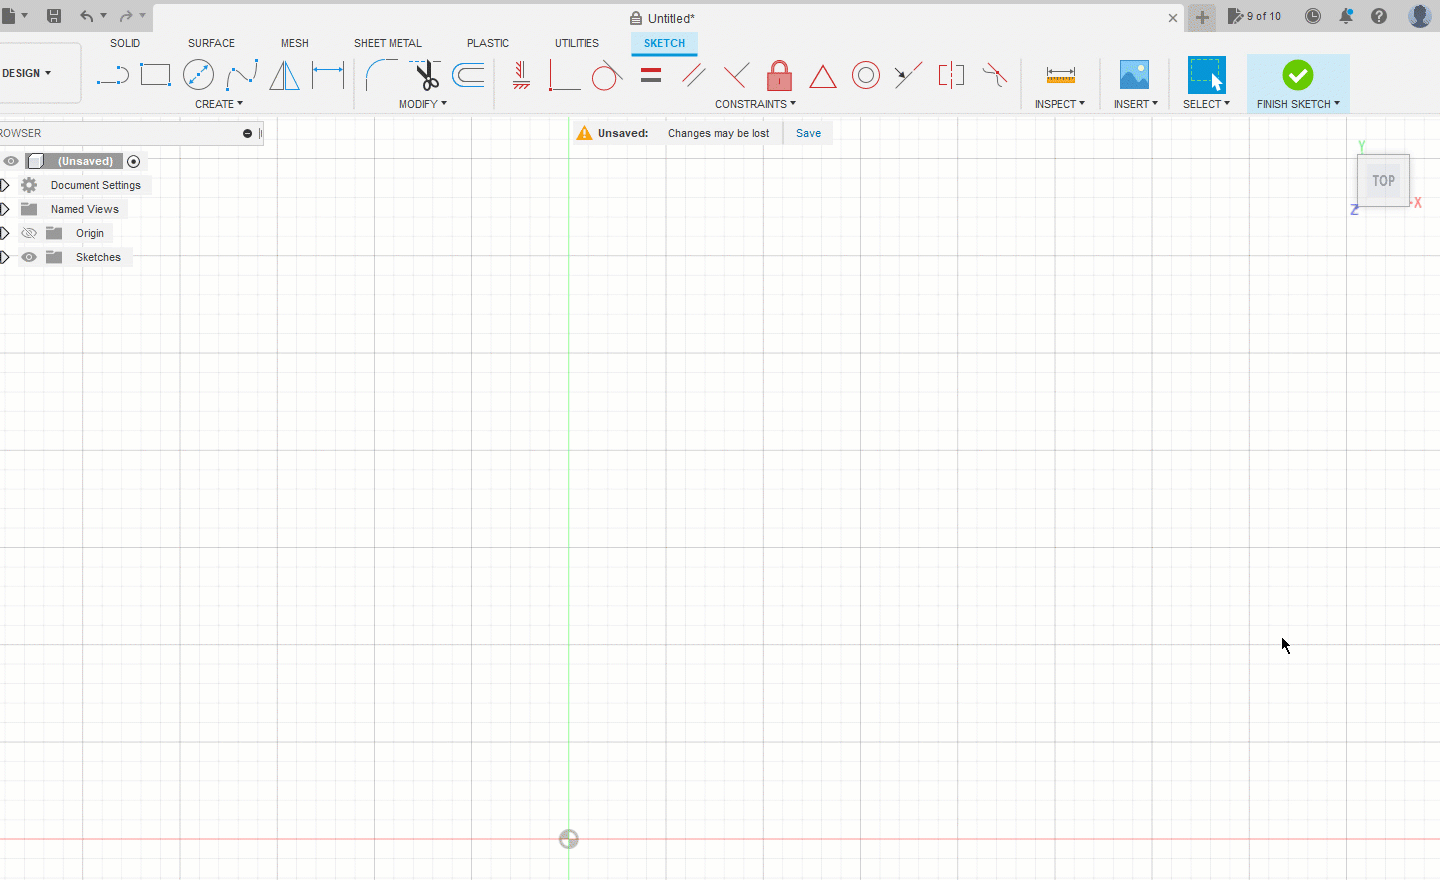 Untitled*
9 of 10
SOLID SURFACE MESH SHEET METAL PLASTIC UTILITIES SKETCH
DESIGN
CREATE MODIFY CONSTRAINTS INSPECT INSERT SELECT FINISH SKETCH
ROWSER
Unsaved: Changes may be lost Save
(Unsaved)
Document Settings
Named Views
Origin
Sketches
Y
TOP
X
Z